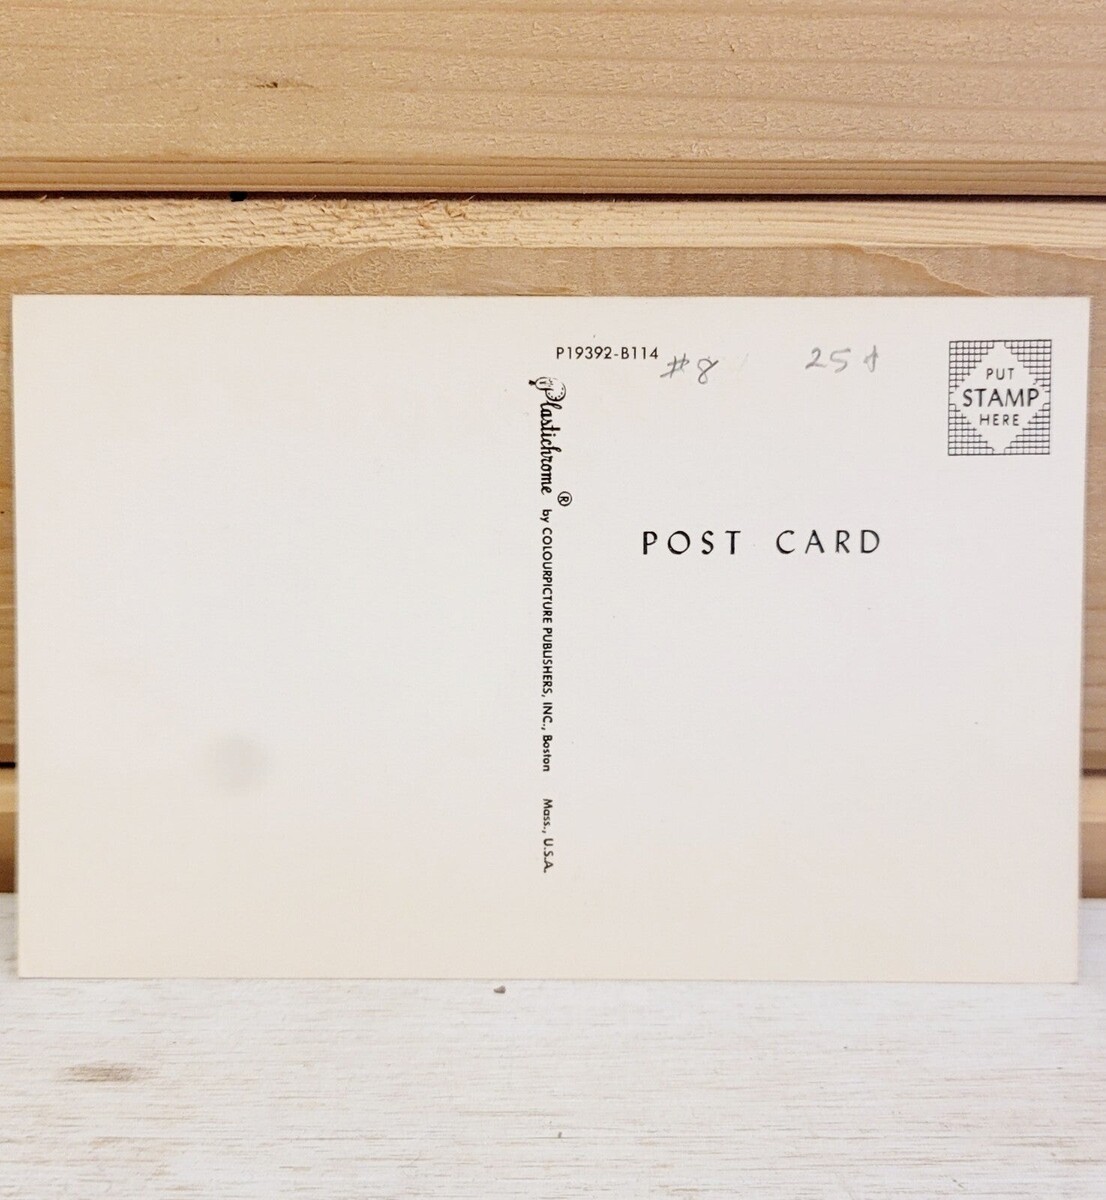 P19392-B114
#8
25¢
PUT
STAMP
HERE
Plastichrome ® by COLOURPICTURE PUBLISHERS, INC., Boston Mass., U.S.A.
POST CARD